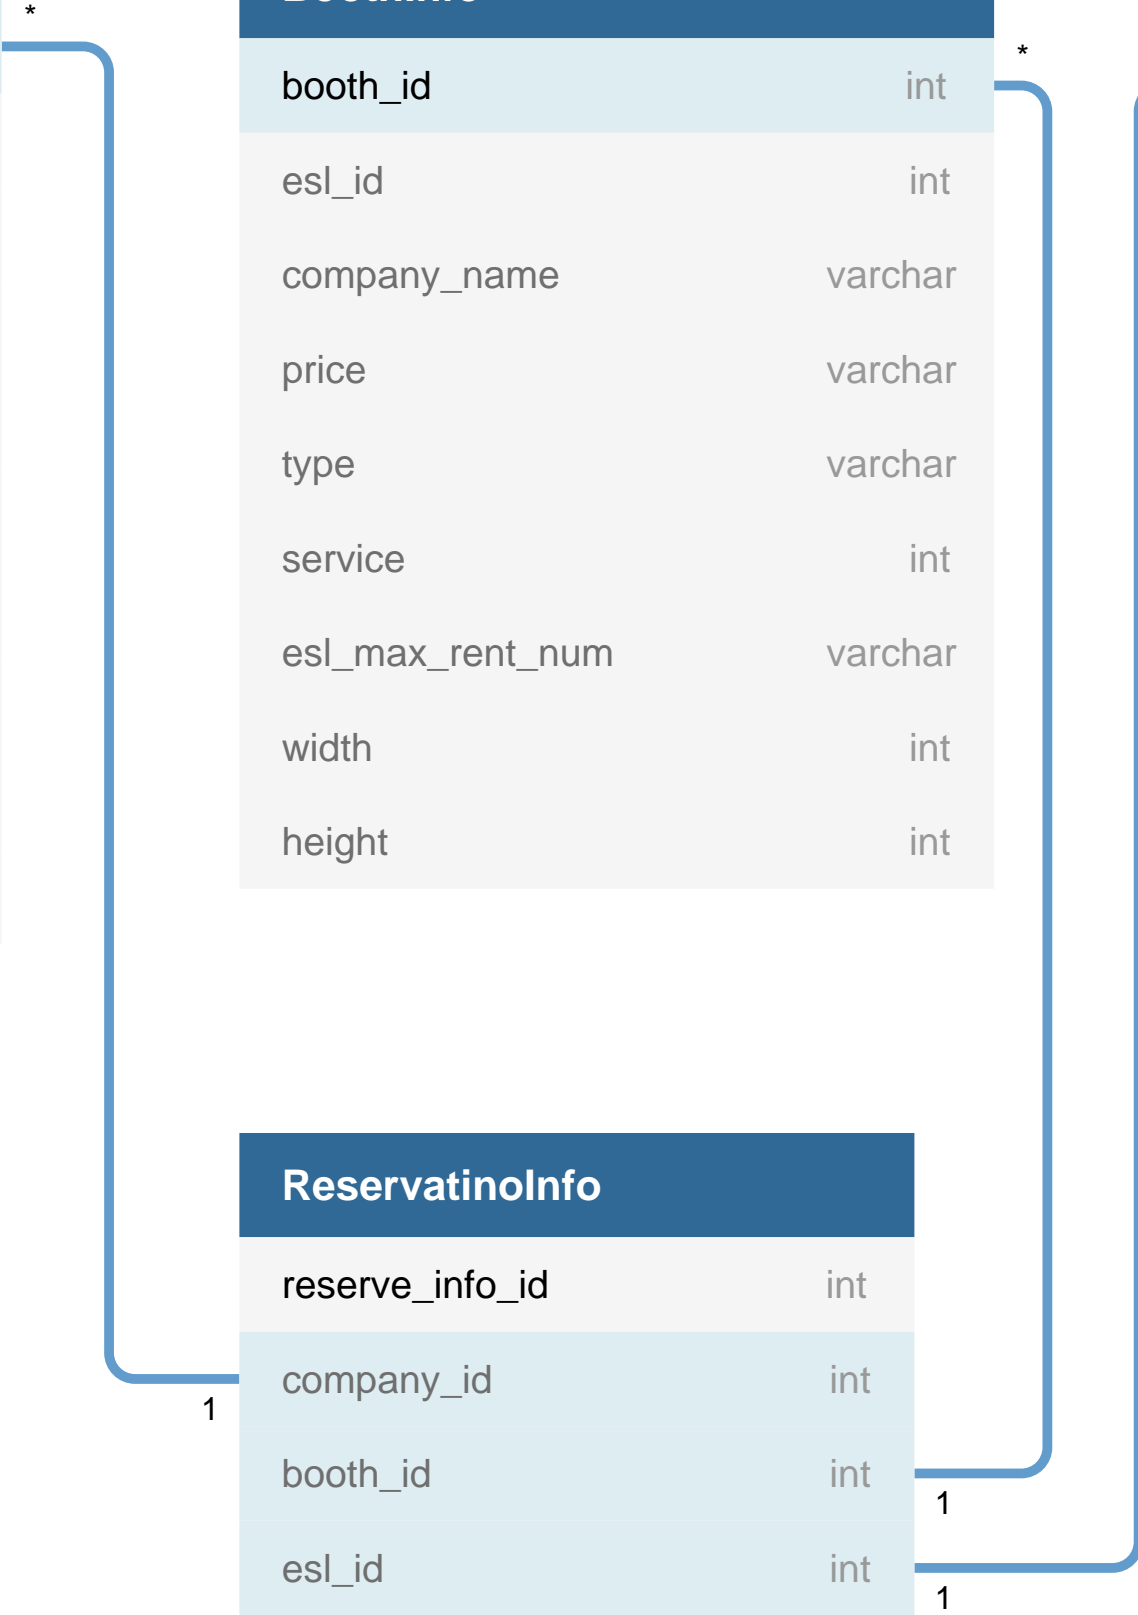 *
*
booth_id int
esl_id int
company_name varchar
price varchar
type varchar
service int
esl_max_rent_num varchar
width int
height int
ReservatinoInfo
reserve_info_id int
company_id int
1
booth_id int
1
esl_id int
1